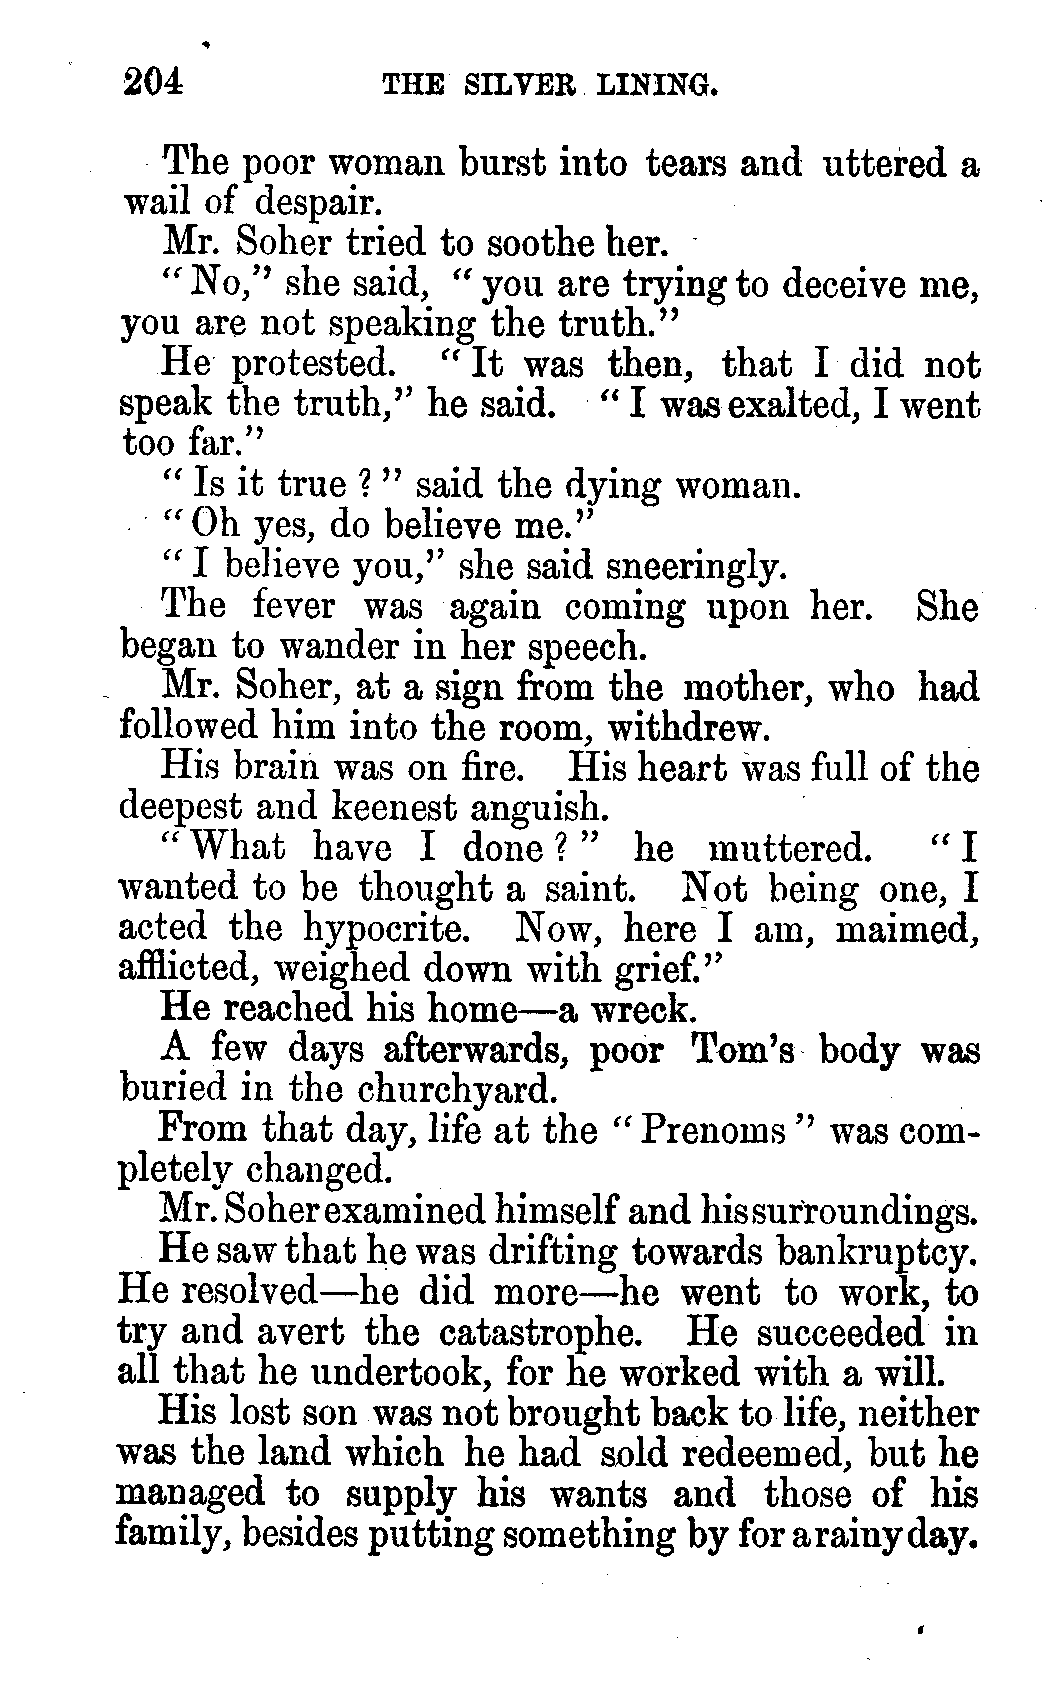 204 THE SILVER LINING.
The poor woman burst into tears and uttered a
wail of despair.
Mr. Soher tried to soothe her.
“No,” she said, “you are trying to deceive me,
you are not speaking the truth.”
He protested. “It was then, that I did not
speak the truth,” he said. “I was exalted, I went
too far.”
“Is it true?” said the dying woman.
“Oh yes, do believe me.”
“I believe you,” she said sneeringly.
The fever was again coming upon her. She
began to wander in her speech.
Mr. Soher, at a sign from the mother, who had
followed him into the room, withdrew.
His brain was on fire. His heart was full of the
deepest and keenest anguish.
“What have I done?” he muttered. “I
wanted to be thought a saint. Not being one, I
acted the hypocrite. Now, here I am, maimed,
afflicted, weighed down with grief.”
He reached his home—a wreck.
A few days afterwards, poor Tom’s body was
buried in the churchyard.
From that day, life at the “Prenoms” was com-
pletely changed.
Mr. Soher examined himself and his surroundings.
He saw that he was drifting towards bankruptcy.
He resolved—he did more—he went to work, to
try and avert the catastrophe. He succeeded in
all that he undertook, for he worked with a will.
His lost son was not brought back to life, neither
was the land which he had sold redeemed, but he
managed to supply his wants and those of his
family, besides putting something by for a rainy day.